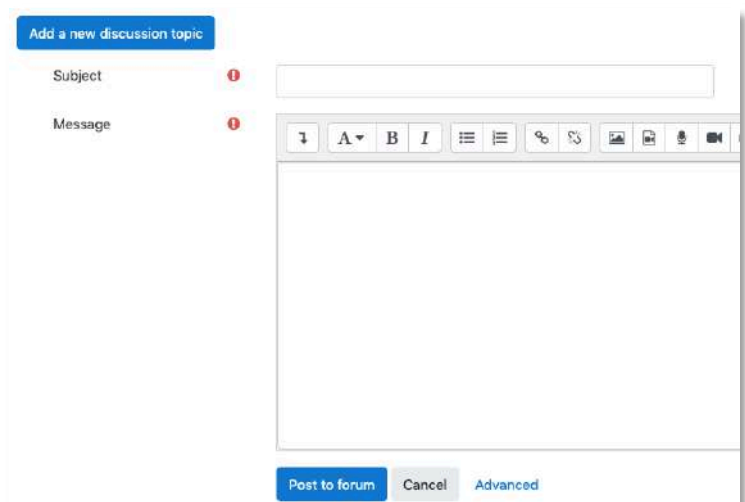 Add a new discussion topic
Subject
Message
A B I
Post to forum Cancel Advanced